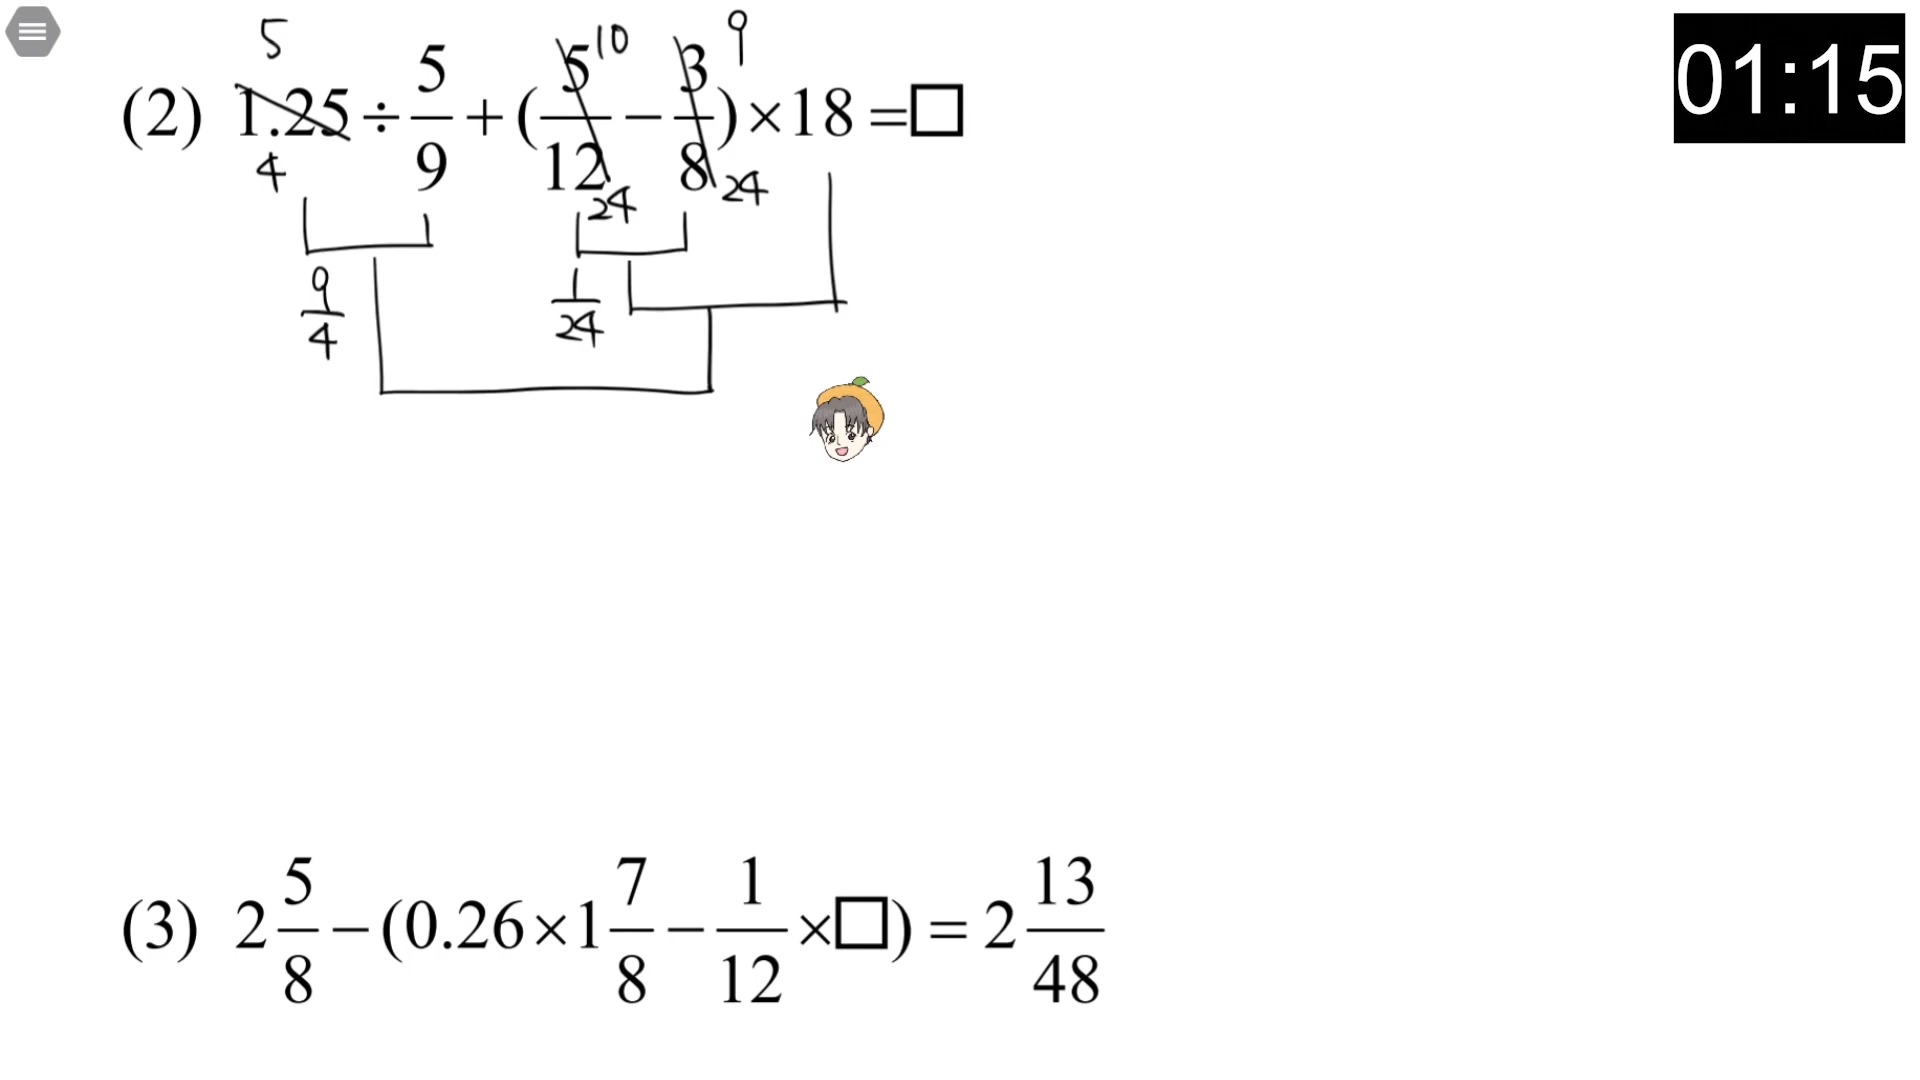 01:15
5 10 9
(2) 1.25 ÷ 5/9 + (5/12 − 3/8) × 18 = □
4 24 24
9/4 1/24
(3) 2 5/8 − (0.26 × 1 7/8 − 1/12 × □) = 2 13/48